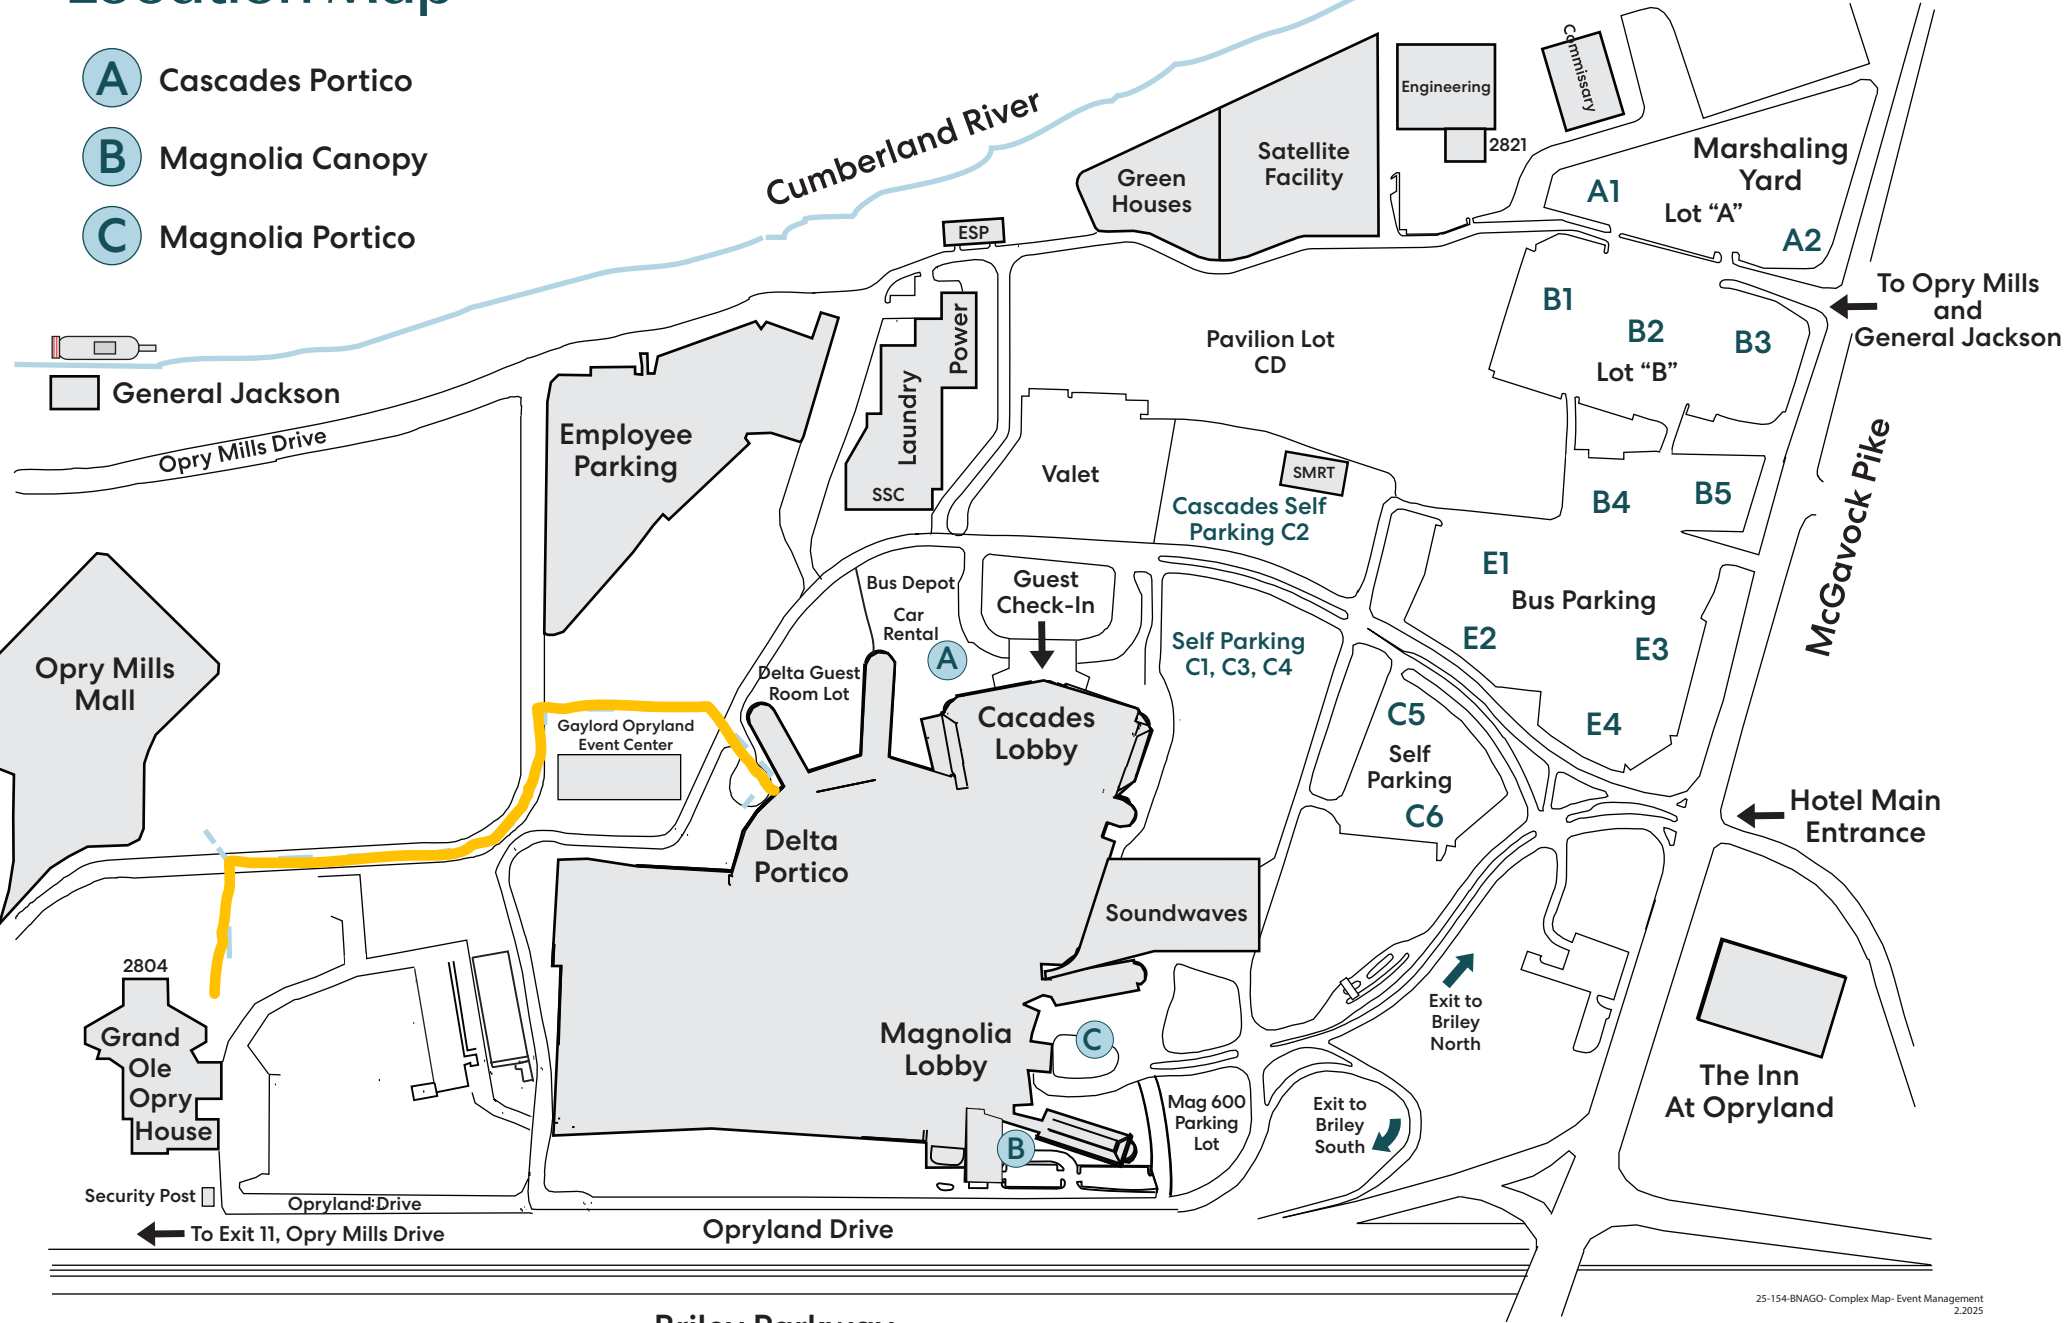 Location Map
A Cascades Portico
B Magnolia Canopy
C Magnolia Portico
Cumberland River
General Jackson
Opry Mills Drive
Employee
Parking
ESP
Power
Laundry
SSC
Green
Houses
Satellite
Facility
Engineering
2821
Commissary
Marshaling
Yard
A1
Lot “A”
A2
To Opry Mills
and
General Jackson
B1
B2
B3
Lot “B”
Pavilion Lot
CD
Valet
SMRT
Cascades Self
Parking C2
B4
B5
McGavock Pike
E1
Bus Parking
E2
E3
E4
Bus Depot
Car
Rental
A
Guest
Check-In
Self Parking
C1, C3, C4
Delta Guest
Room Lot
Opry Mills
Mall
Gaylord Opryland
Event Center
Cacades
Lobby
C5
Self
Parking
C6
Hotel Main
Entrance
Delta
Portico
Soundwaves
2804
Grand
Ole
Opry
House
Magnolia
Lobby
C
Exit to
Briley
North
The Inn
At Opryland
Mag 600
Parking
Lot
Exit to
Briley
South
B
Security Post
Opryland Drive
To Exit 11, Opry Mills Drive
Opryland Drive
Briley Parkway
25-154-BNAGO- Complex Map- Event Management
2.2025